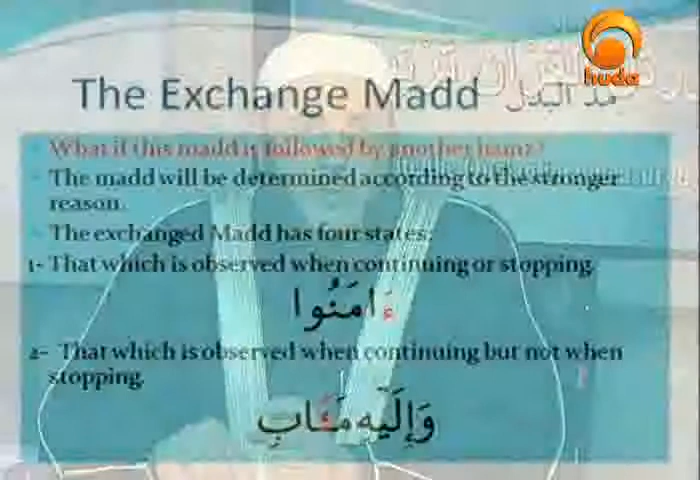 huda
The Exchange Madd مد البدل
What if this madd is followed by another hamz?
The madd will be determined according to the stronger
reason.
The exchanged Madd has four states:
1- That which is observed when continuing or stopping.
ءَامَنُوا
2- That which is observed when continuing but not when
stopping.
وَإِلَيْهِ مَـَٔابِ